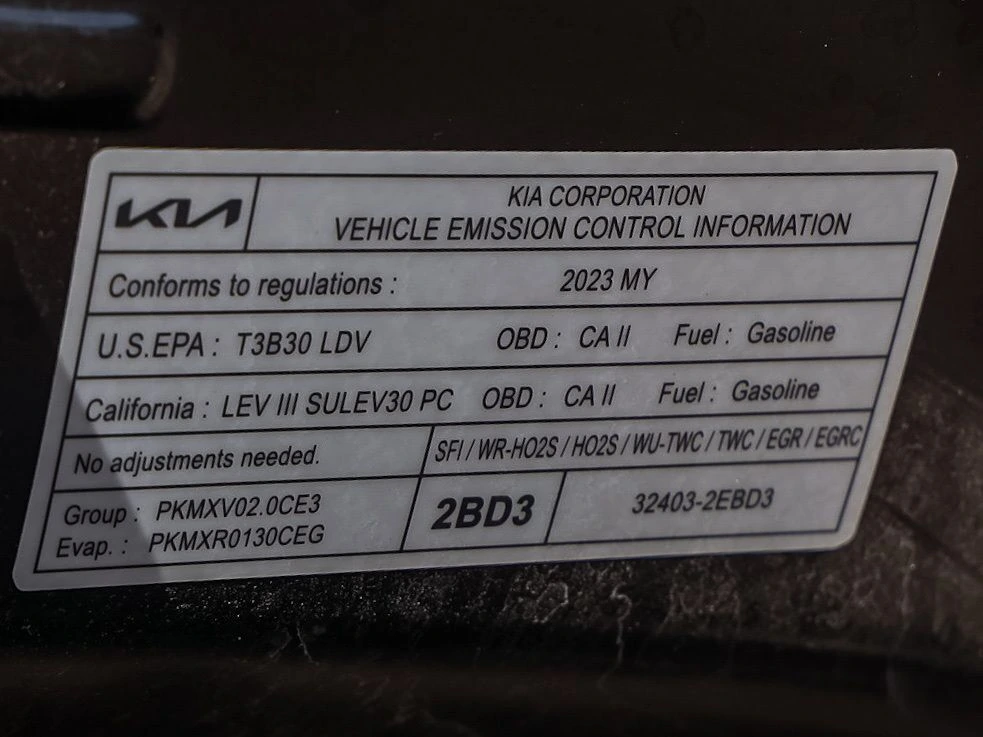 KIA
KIA CORPORATION
VEHICLE EMISSION CONTROL INFORMATION
Conforms to regulations : 2023 MY
U.S.EPA : T3B30 LDV OBD : CA II Fuel : Gasoline
California : LEV III SULEV30 PC OBD : CA II Fuel : Gasoline
No adjustments needed. SFI / WR-HO2S / HO2S / WU-TWC / TWC / EGR / EGRC
Group : PKMXV02.0CE3
Evap. : PKMXR0130CEG
2BD3
32403-2EBD3